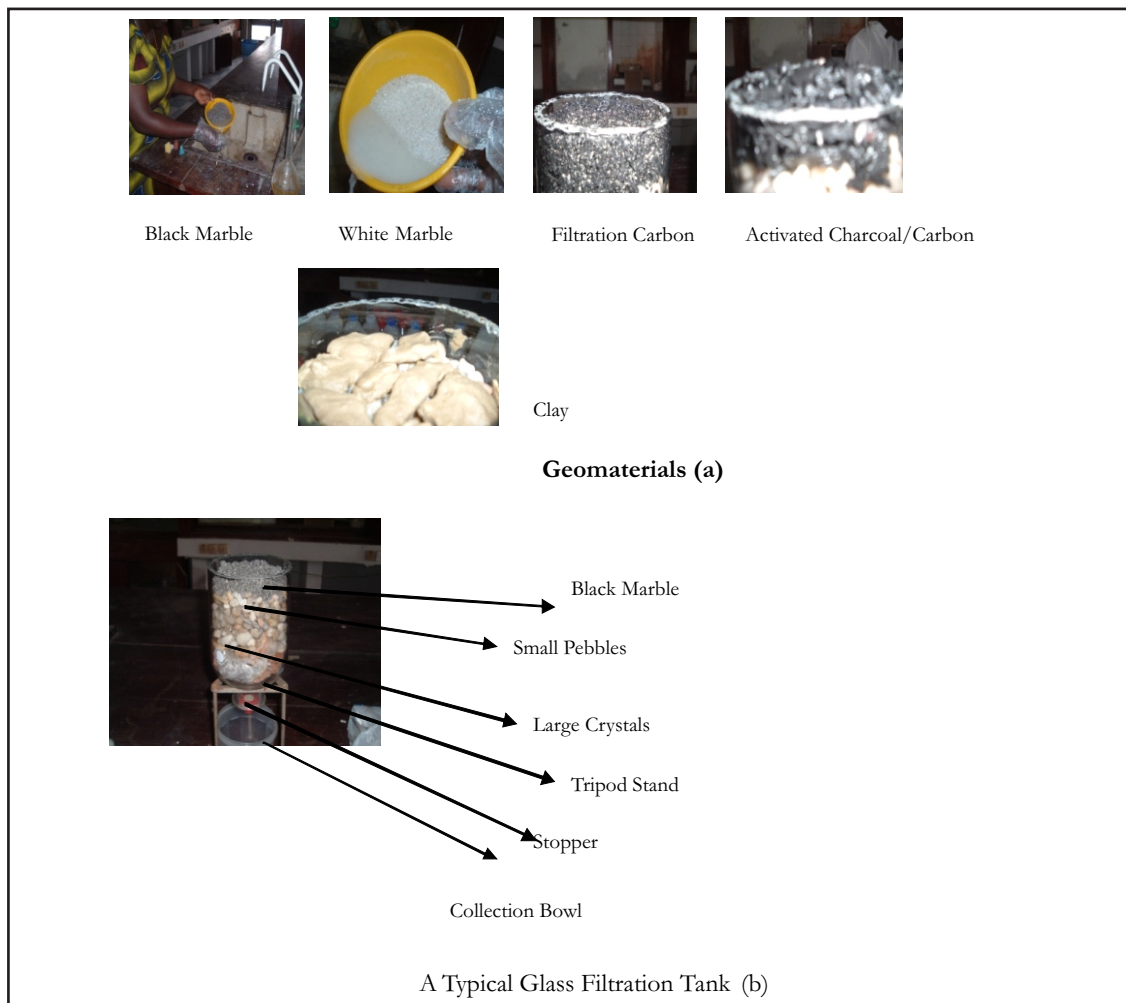 Black Marble
White Marble
Filtration Carbon
Activated Charcoal/Carbon
Clay
Geomaterials (a)
Black Marble
Small Pebbles
Large Crystals
Tripod Stand
Stopper
Collection Bowl
A Typical Glass Filtration Tank (b)